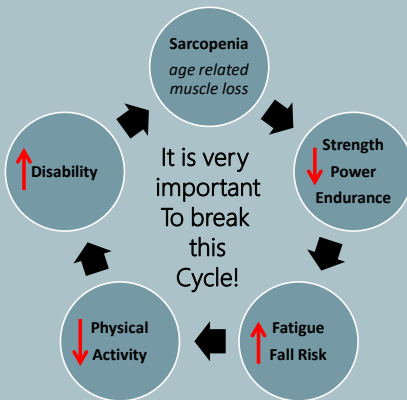 Sarcopenia
age related
muscle loss
Strength
Power
Endurance
Fatigue
Fall Risk
Physical
Activity
Disability
It is very
important
To break
this
Cycle!